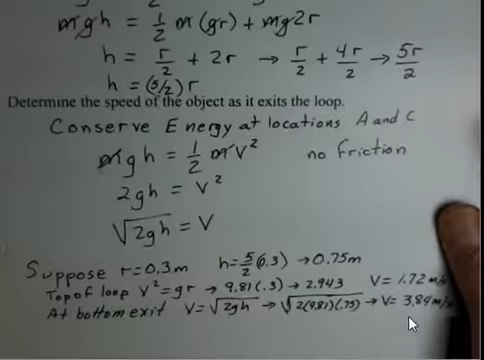 mgh = 1/2 m(gr) + mg2r
h = r/2 + 2r → r/2 + 4r/2 → 5r/2
h = (5/2) r
Determine the speed of the object as it exits the loop.
Conserve Energy at locations A and C
mgh = 1/2 mv² no friction
2gh = v²
√2gh = v
Suppose r=0.3m h=5/2(0.3) → 0.75m
Top of loop v²=gr → 9.81(.3) → 2.943 V=1.72 m/s
At bottom exit V=√2gh → √2(9.81)(.75) → V= 3.84 m/s